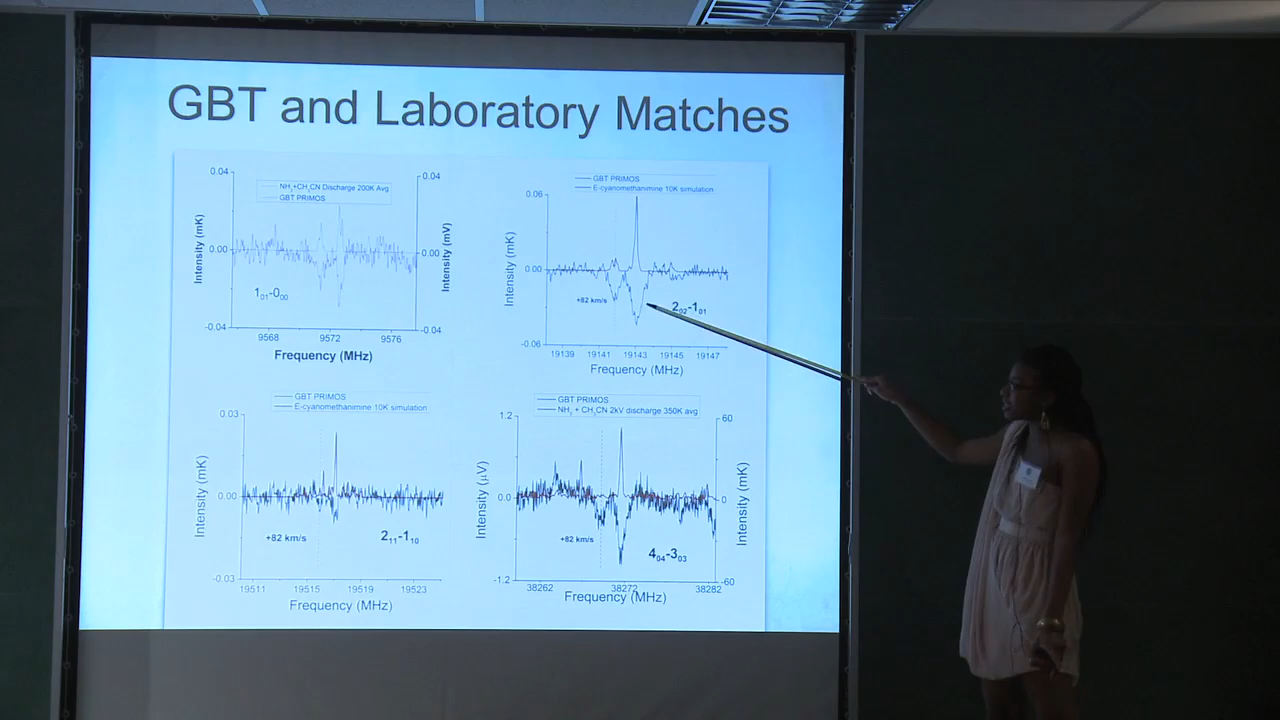 GBT and Laboratory Matches
NH3+CH3CN Discharge 200K Avg
GBT PRIMOS
0.04
0.00
-0.04
0.04
0.00
-0.04
Intensity (mK)
Intensity (mV)
101-000
9568 9572 9576
Frequency (MHz)
GBT PRIMOS
E-cyanomethanimine 10K simulation
0.06
0.00
-0.06
Intensity (mK)
+82 km/s
202-101
19139 19141 19143 19145 19147
Frequency (MHz)
GBT PRIMOS
E-cyanomethanimine 10K simulation
0.03
0.00
-0.03
Intensity (mK)
+82 km/s
211-110
19511 19515 19519 19523
Frequency (MHz)
GBT PRIMOS
NH3 + CH3CN 2kV discharge 350K avg
1.2
0.0
-1.2
60
0
-60
Intensity (μV)
Intensity (mK)
+82 km/s
404-303
38262 38272 38282
Frequency (MHz)